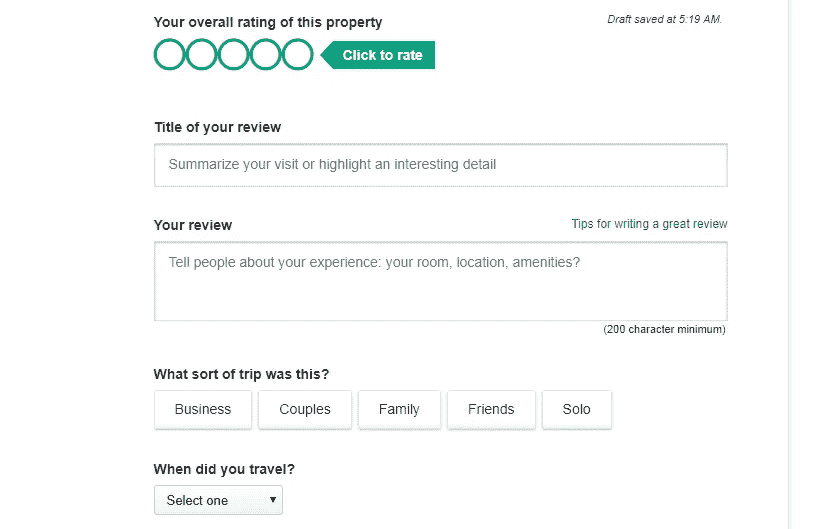 Your overall rating of this property
Draft saved at 5:19 AM.
Click to rate
Title of your review
Summarize your visit or highlight an interesting detail
Your review
Tips for writing a great review
Tell people about your experience: your room, location, amenities?
(200 character minimum)
What sort of trip was this?
Business Couples Family Friends Solo
When did you travel?
Select one